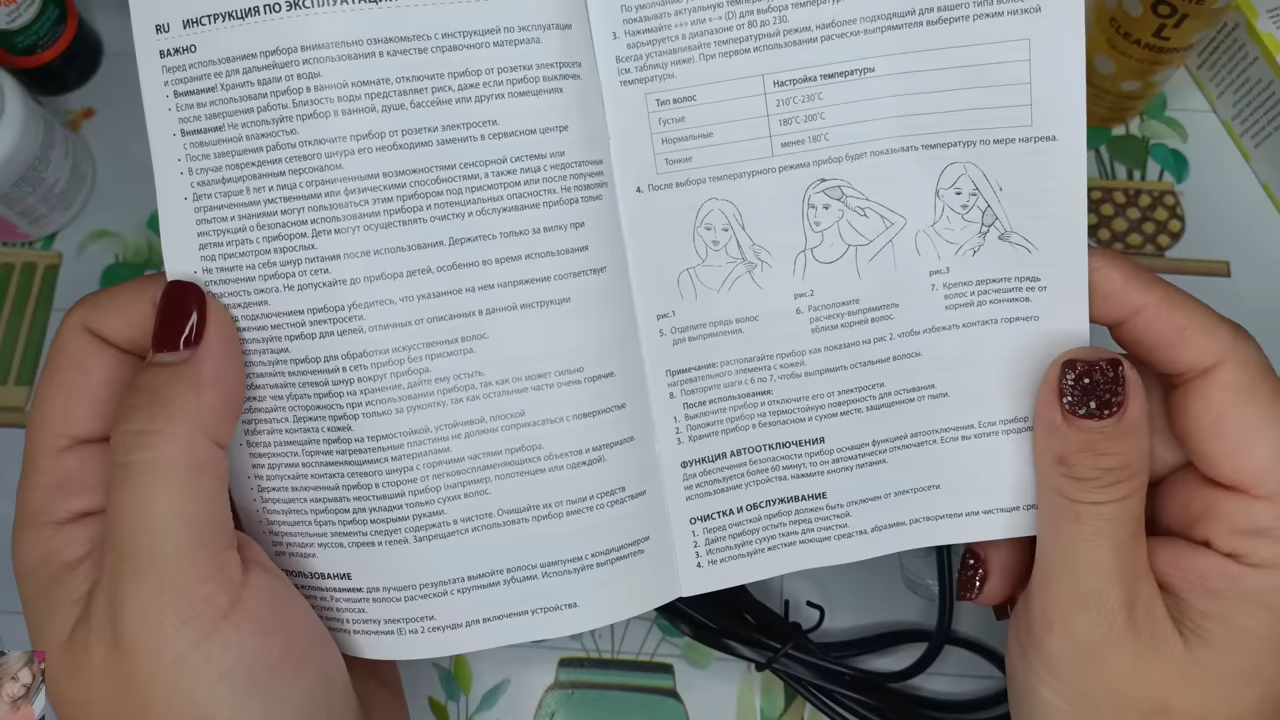 RU ИНСТРУКЦИЯ ПО ЭКСПЛУАТАЦИИ
ВАЖНО
Перед использованием прибора внимательно ознакомьтесь с инструкцией по эксплуатации
и сохраните ее для дальнейшего использования в качестве справочного материала.
• Внимание! Хранить вдали от воды.
• Если вы использовали прибор в ванной комнате, отключите прибор от розетки электросети
после завершения работы. Близость воды представляет риск, даже если прибор выключен.
• Внимание! Не используйте прибор в ванной, душе, бассейне или других помещениях
с повышенной влажностью.
• После завершения работы отключите прибор от розетки электросети.
• В случае повреждения сетевого шнура его необходимо заменить в сервисном центре
с квалифицированным персоналом.
• Дети старше 8 лет и лица с ограниченными возможностями сенсорной системы или
ограниченными умственными или физическими способностями, а также лица с недостаточным
опытом и знаниями могут пользоваться этим прибором под присмотром или после получения
инструкций о безопасном использовании прибора и потенциальных опасностях. Не позволяйте
детям играть с прибором. Дети могут осуществлять очистку и обслуживание прибора только
под присмотром взрослых.
• Не тяните на себя шнур питания после использования. Держитесь только за вилку при
отключении прибора от сети.
Опасность ожога. Не допускайте до прибора детей, особенно во время использования
лаждения.
д подключением прибора убедитесь, что указанное на нем напряжение соответствует
яжению местной электросети.
спользуйте прибор для целей, отличных от описанных в данной инструкции
сплуатации.
спользуйте прибор для обработки искусственных волос.
оставляйте включенный в сеть прибор без присмотра.
обматывайте сетевой шнур вокруг прибора.
режде чем убрать прибор на хранение, дайте ему остыть.
облюдайте осторожность при использовании прибора, так как он может сильно
нагреваться. Держите прибор только за рукоятку, так как остальные части очень горячие.
Избегайте контакта с кожей.
• Всегда размещайте прибор на термостойкой, устойчивой, плоской
поверхности. Горячие нагревательные пластины не должны соприкасаться с поверхностью
или другими воспламеняющимися материалами.
• Не допускайте контакта сетевого шнура с горячими частями прибора.
• Держите включенный прибор в стороне от легковоспламеняющихся объектов и материалов
• Запрещается накрывать неостывший прибор (например, полотенцем или одеждой).
• Пользуйтесь прибором для укладки только сухих волос.
• Запрещается брать прибор мокрыми руками.
• Нагревательные элементы следует содержать в чистоте. Очищайте их от пыли и средств
для укладки: муссов, спреев и гелей. Запрещается использовать прибор вместе со средствами
для укладки.
СПОЛЬЗОВАНИЕ
использованием: для лучшего результата вымойте волосы шампунем с кондиционером
ите их. Расчешите волосы расческой с крупными зубцами. Используйте выпрямитель
сухих волосах.
вилку в розетку электросети.
кнопку включения (E) на 2 секунды для включения устройства.
По умолчанию
показывать актуальную температуру
3. Нажимайте «+» или «–» (D) для выбора температуры
варьируется в диапазоне от 80 до 230.
Всегда устанавливайте температурный режим, наиболее подходящий для вашего типа волос
(см. таблицу ниже). При первом использовании расчески-выпрямителя выберите режим низкой
температуры.
Тип волос Настройка температуры
Густые 210˚C-230˚C
Нормальные 180˚C-200˚C
Тонкие менее 180˚C
4. После выбора температурного режима прибор будет показывать температуру по мере нагрева.
рис.1
рис.2
рис.3
5. Отделите прядь волос
для выпрямления.
6. Расположите
расческу-выпрямитель
вблизи корней волос.
7. Крепко держите прядь
волос и расчешите ее от
корней до кончиков.
Примечание: располагайте прибор как показано на рис 2. чтобы избежать контакта горячего
нагревательного элемента с кожей.
8. Повторите шаги с 6 по 7, чтобы выпрямить остальные волосы.
После использования:
1. Выключите прибор и отключите его от электросети.
2. Положите прибор на термостойкую поверхность для остывания.
3. Храните прибор в безопасном и сухом месте, защищенном от пыли.
ФУНКЦИЯ АВТООТКЛЮЧЕНИЯ
Для обеспечения безопасности прибор оснащен функцией автоотключения. Если прибор
не используется более 60 минут, то он автоматически отключается. Если вы хотите продол
использование устройства, нажмите кнопку питания.
ОЧИСТКА И ОБСЛУЖИВАНИЕ
1. Перед очисткой прибор должен быть отключен от электросети.
2. Дайте прибору остыть перед очисткой.
3. Используйте сухую ткань для очистки.
4. Не используйте жесткие моющие средства, абразивы, растворители или чистящие сре
OIL
CLEANSING